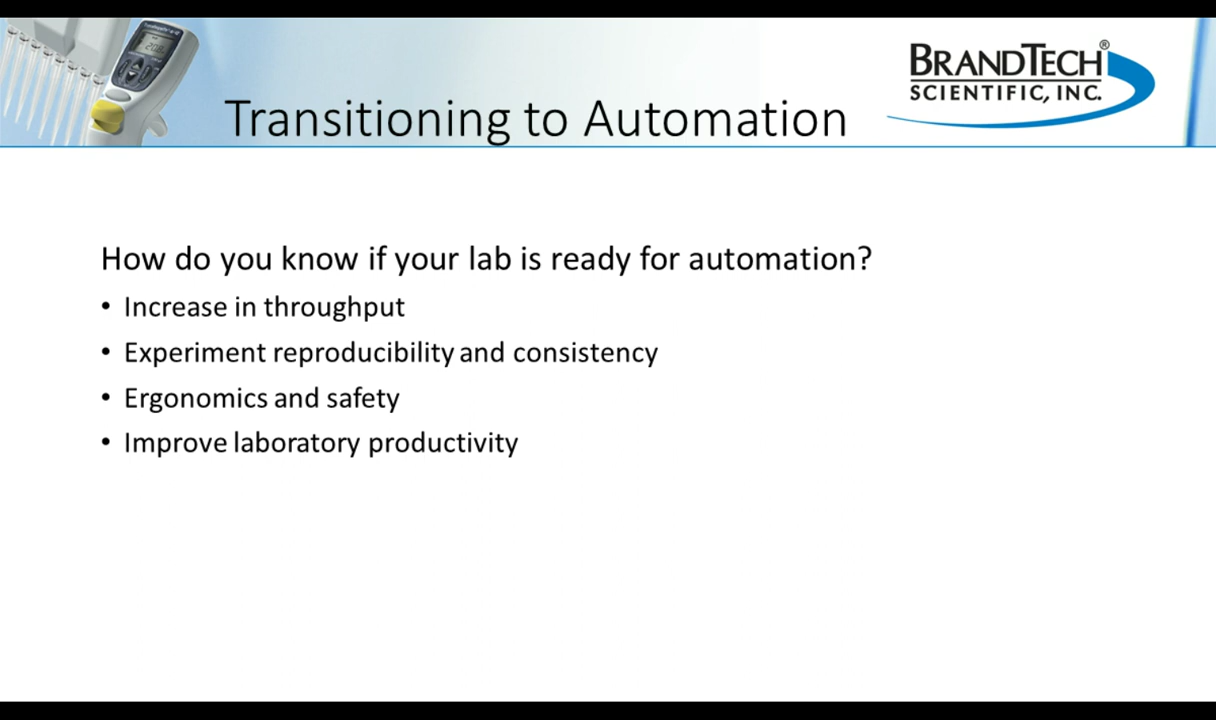 Transitioning to Automation
BRANDTECH®
SCIENTIFIC, INC.
How do you know if your lab is ready for automation?
• Increase in throughput
• Experiment reproducibility and consistency
• Ergonomics and safety
• Improve laboratory productivity